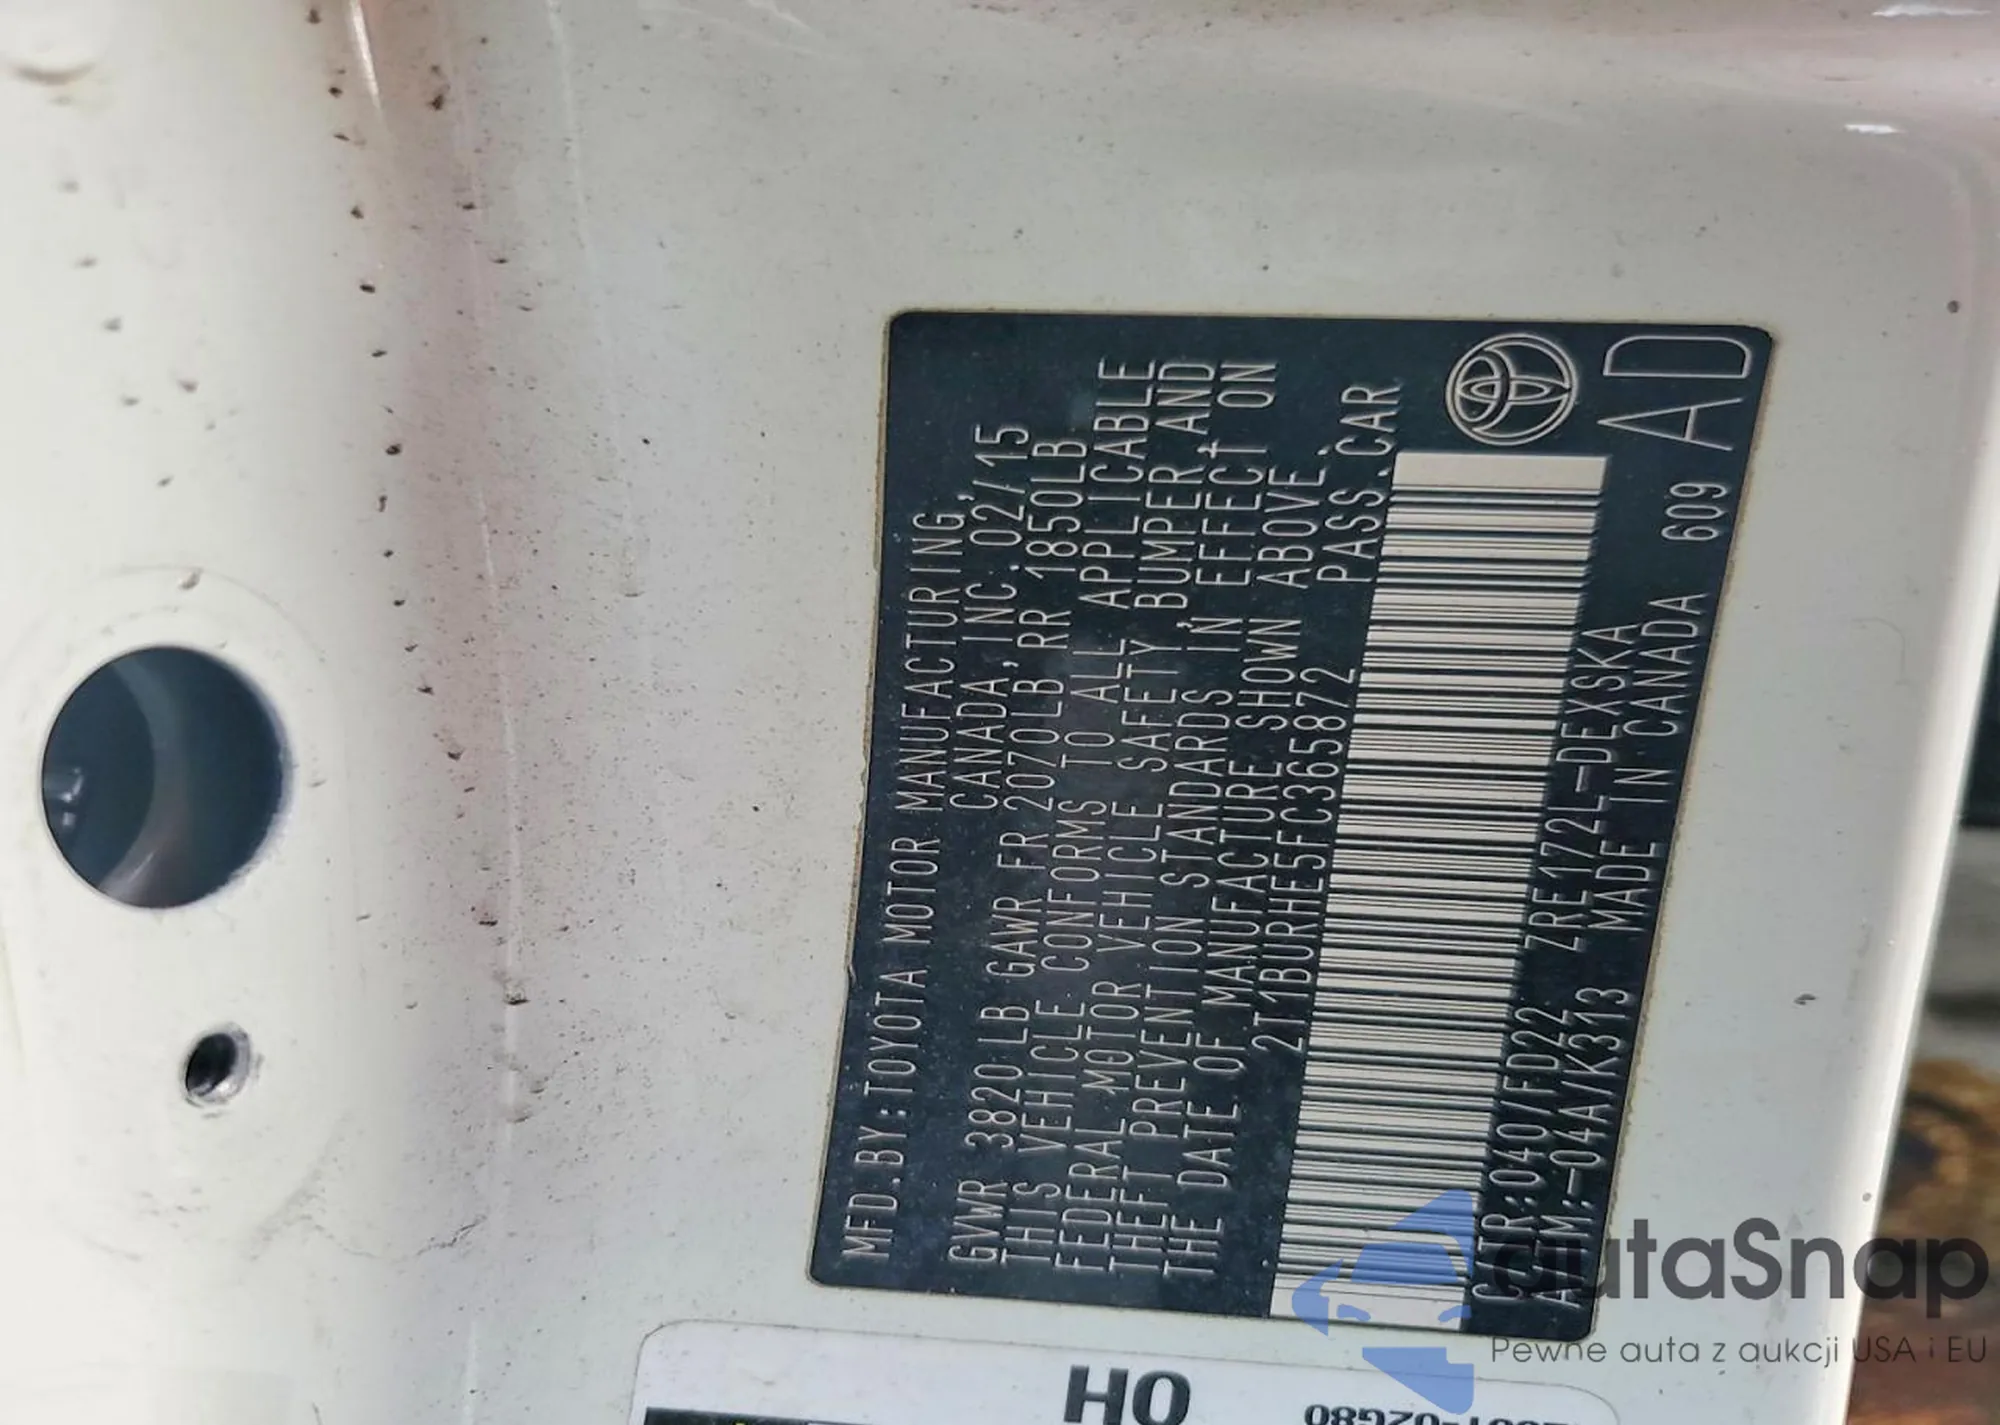 MFD.BY:TOYOTA MOTOR MANUFACTURING,
CANADA, INC. 02/15
GVWR 3820 LB GAWR FR 2070LB RR 1850LB
THIS VEHICLE CONFORMS TO ALL APPLICABLE
FEDERAL MOTOR VEHICLE SAFETY, BUMPER, AND
THEFT PREVENTION STANDARDS IN EFFECT ON
THE DATE OF MANUFACTURE SHOWN ABOVE.
2T1BURHE5FC365872 PASS.CAR
C/TR:040/FD22 ZRE172L-DEXSKA
A/TM:-04A/K313 MADE IN CANADA 609
AD
OH
autaSnap
Pewne auta z aukcji USA i EU